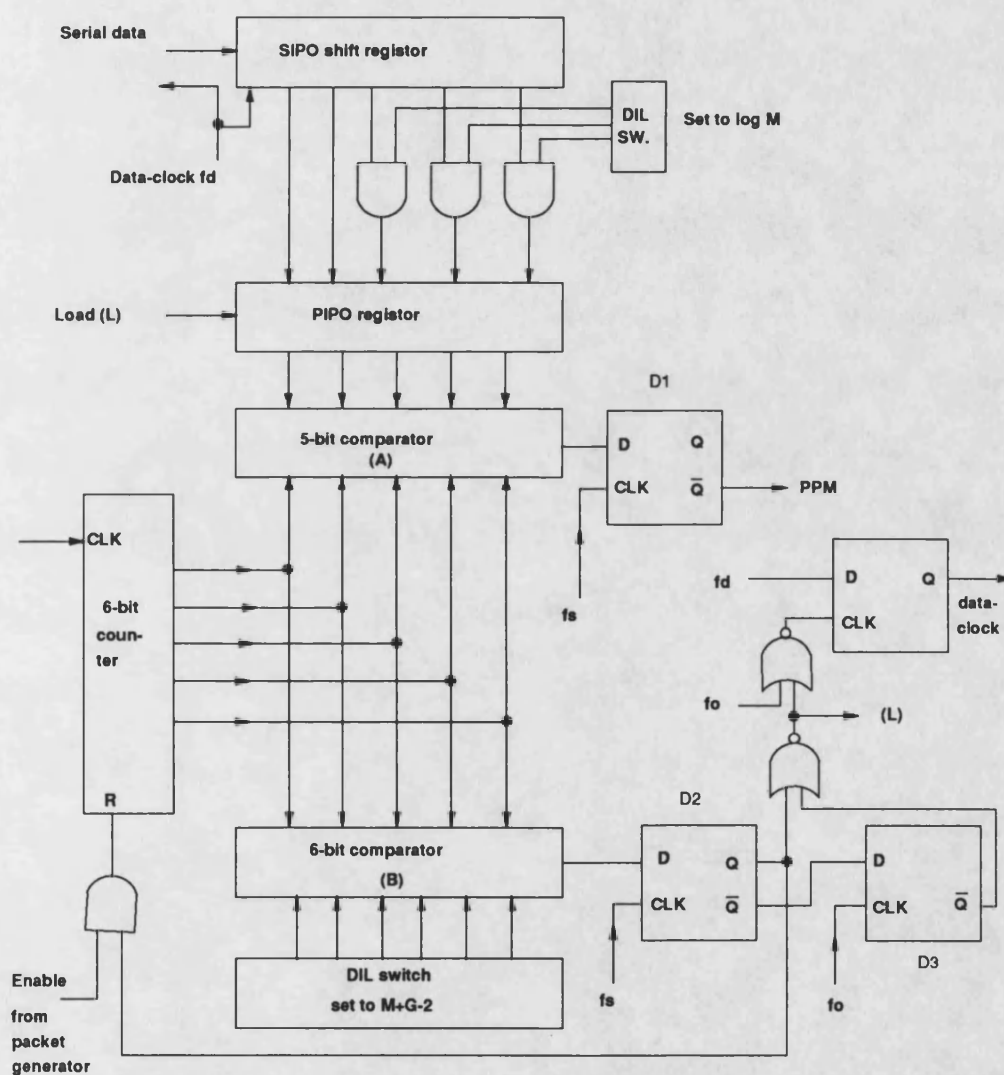 Serial data
SIPO shift registor
DIL
SW.
Set to log M
Data-clock fd
Load (L)
PIPO registor
D1
5-bit comparator
(A)
D
Q
CLK
Q
PPM
CLK
6-bit
coun-
ter
fs
fd
D
Q
data-
clock
CLK
fo
(L)
R
D2
6-bit comparator
(B)
D
Q
CLK
Q
D
CLK
Q
D3
Enable
from
packet
generator
DIL switch
set to M+G-2
fs
fo